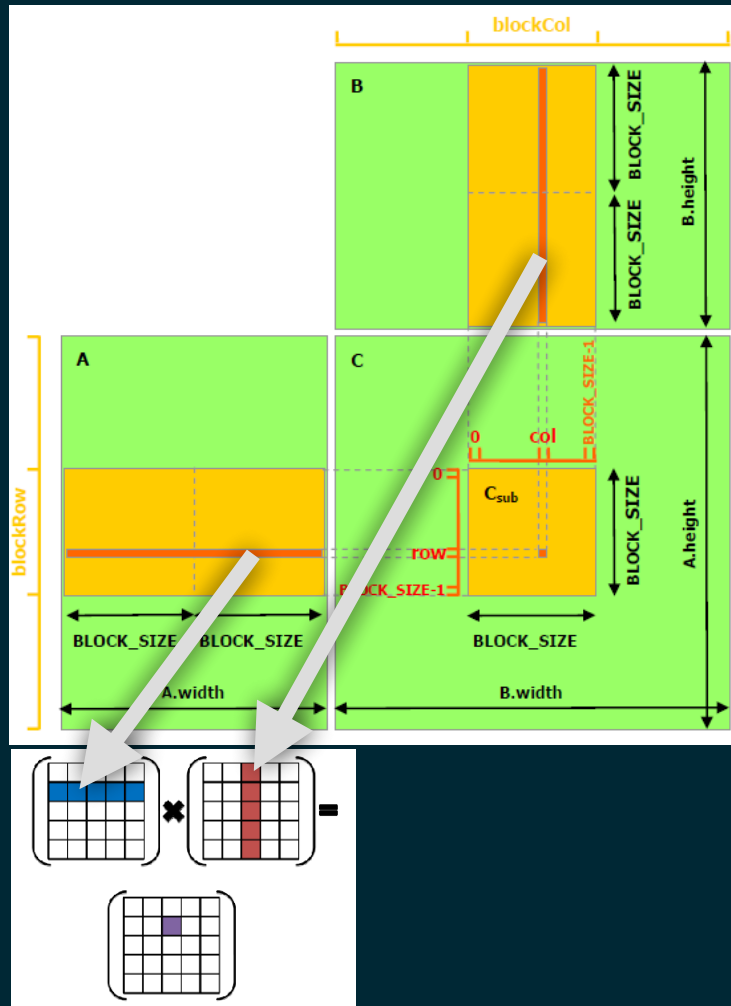 blockCol
B
BLOCK_SIZE
BLOCK_SIZE
B.height
blockRow
A
BLOCK_SIZE
BLOCK_SIZE
A.width
C
0
col
BLOCK_SIZE-1
0
row
BLOCK_SIZE-1
Csub
BLOCK_SIZE
BLOCK_SIZE
B.width
A.height
× =